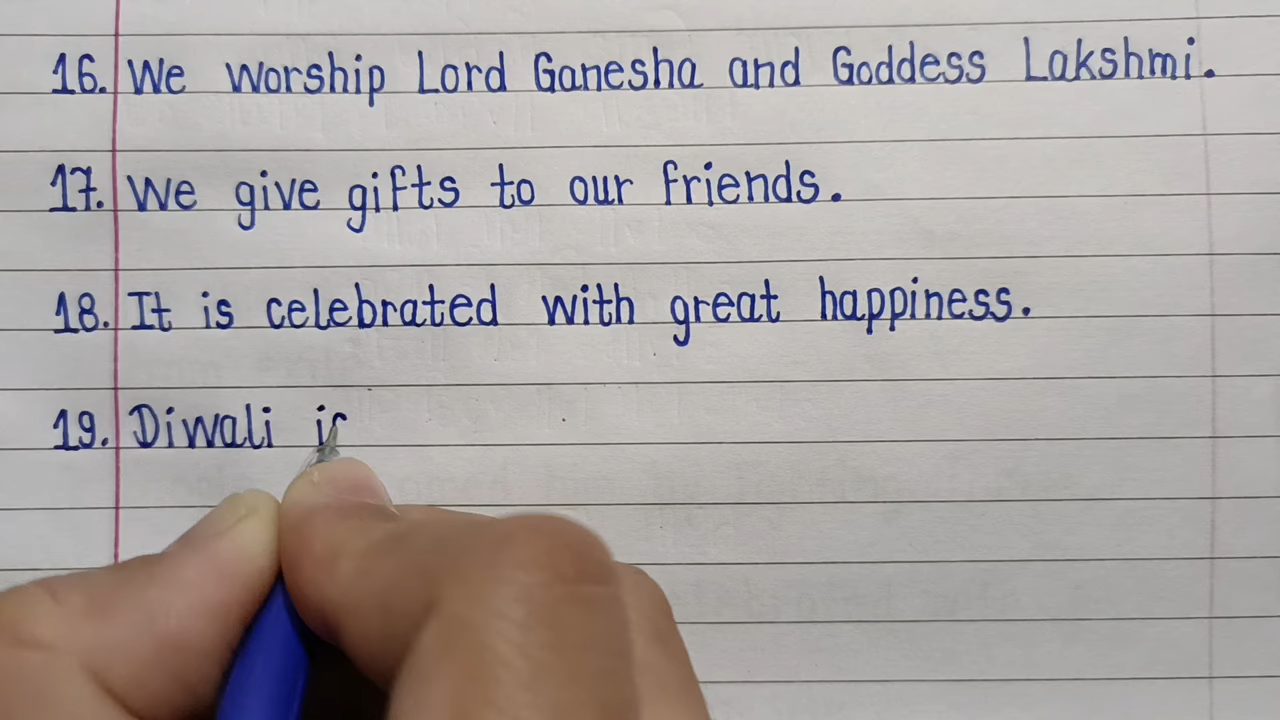 16. We worship Lord Ganesha and Goddess Lakshmi.
17. We give gifts to our friends.
18. It is celebrated with great happiness.
19. Diwali